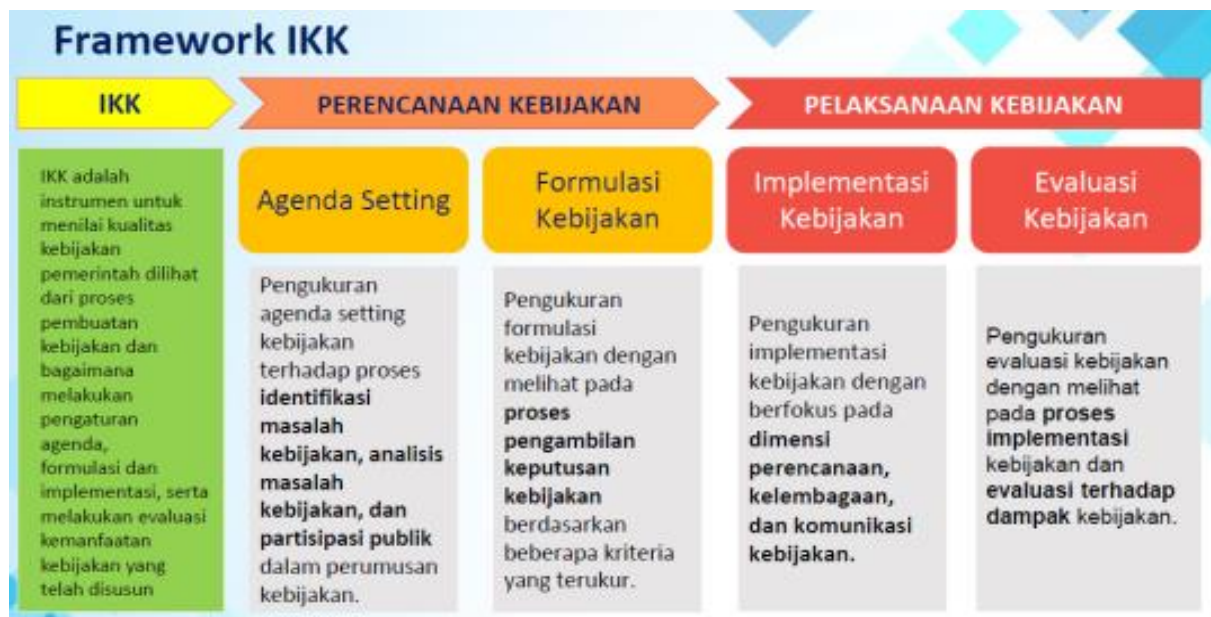 Framework IKK
IKK
PERENCANAAN KEBIJAKAN
PELAKSANAAN KEBIJAKAN
IKK adalah
instrumen untuk
menilai kualitas
kebijakan
pemerintah dilihat
dari proses
pembuatan
kebijakan dan
bagaimana
melakukan
pengaturan
agenda,
formulasi dan
implementasi, serta
melakukan evaluasi
kemanfaatan
kebijakan yang
telah disusun
Agenda Setting
Pengukuran
agenda setting
kebijakan
terhadap proses
identifikasi
masalah
kebijakan, analisis
masalah
kebijakan, dan
partisipasi publik
dalam perumusan
kebijakan.
Formulasi
Kebijakan
Pengukuran
formulasi
kebijakan dengan
melihat pada
proses
pengambilan
keputusan
kebijakan
berdasarkan
beberapa kriteria
yang terukur.
Implementasi
Kebijakan
Pengukuran
implementasi
kebijakan dengan
berfokus pada
dimensi
perencanaan,
kelembagaan,
dan komunikasi
kebijakan.
Evaluasi
Kebijakan
Pengukuran
evaluasi kebijakan
dengan melihat
pada proses
implementasi
kebijakan dan
evaluasi terhadap
dampak kebijakan.